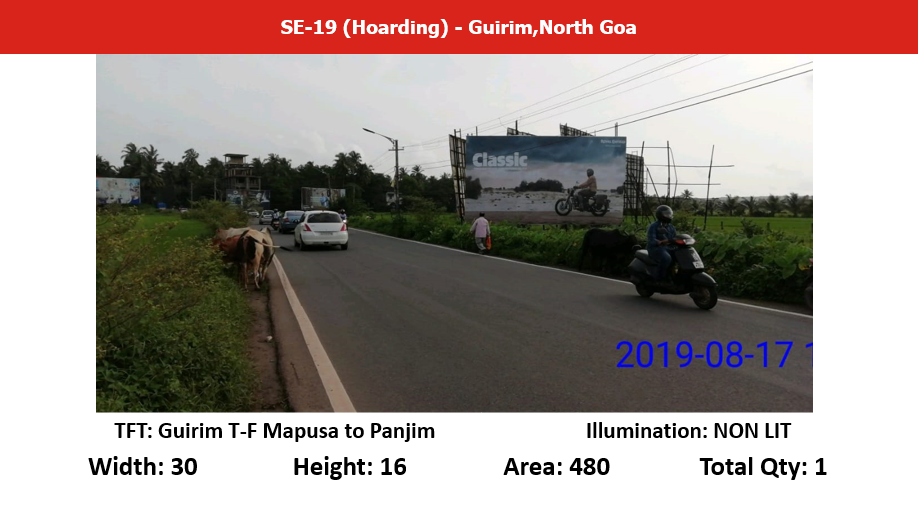 SE-19 (Hoarding) - Guirim,North Goa
Classic
2019-08-17 1
TFT: Guirim T-F Mapusa to Panjim
Illumination: NON LIT
Width: 30
Height: 16
Area: 480
Total Qty: 1